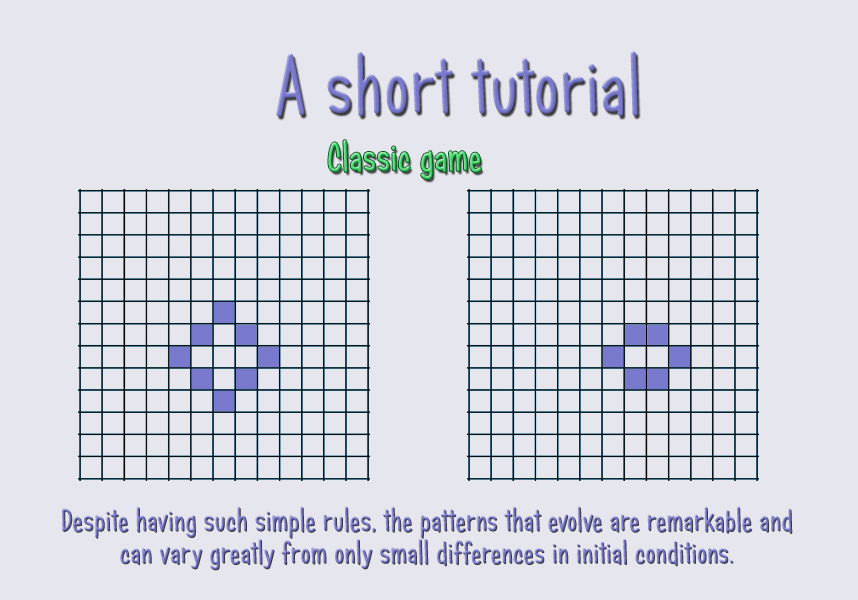 A short tutorial
Classic game
Despite having such simple rules, the patterns that evolve are remarkable and
can vary greatly from only small differences in initial conditions.